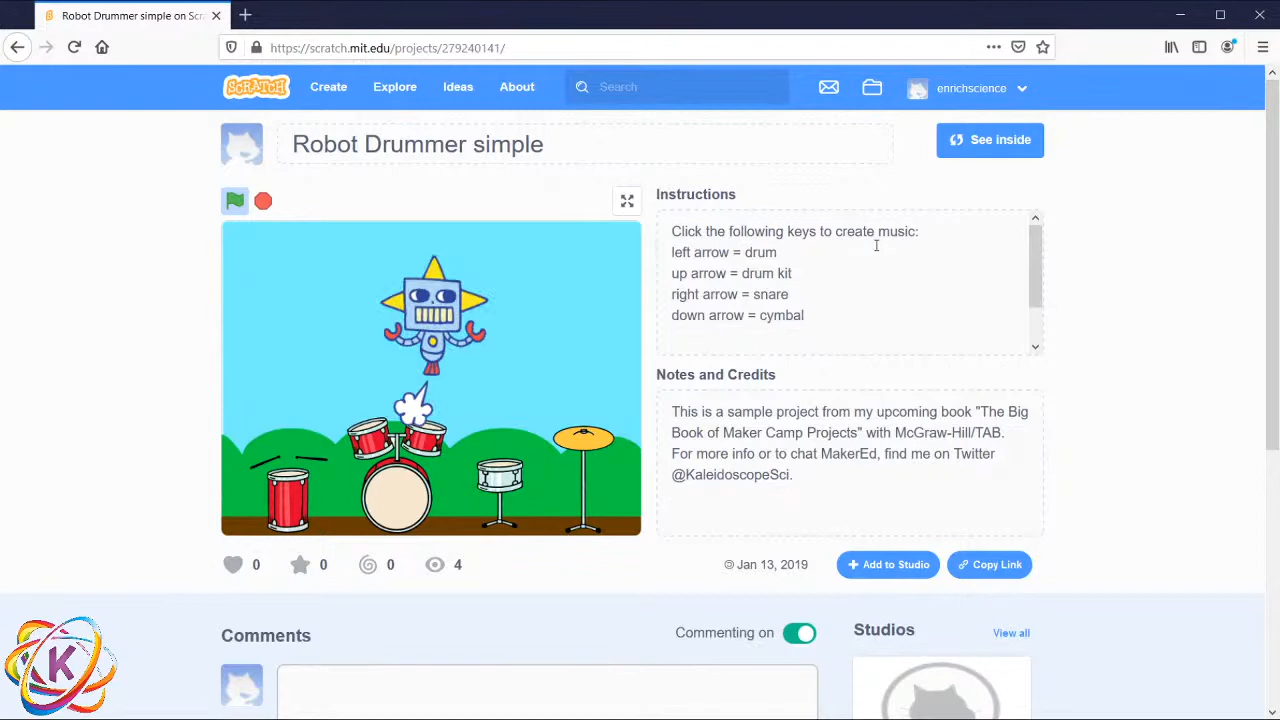 Robot Drummer simple on Scr
https://scratch.mit.edu/projects/279240141/
SCRATCH
Create
Explore
Ideas
About
Search
enrichscience
Robot Drummer simple
See inside
Instructions
Click the following keys to create music:
left arrow = drum
up arrow = drum kit
right arrow = snare
down arrow = cymbal
Notes and Credits
This is a sample project from my upcoming book "The Big
Book of Maker Camp Projects" with McGraw-Hill/TAB.
For more info or to chat MakerEd, find me on Twitter
@KaleidoscopeSci.
0
0
0
4
© Jan 13, 2019
Add to Studio
Copy Link
Comments
Commenting on
Studios
View all
K